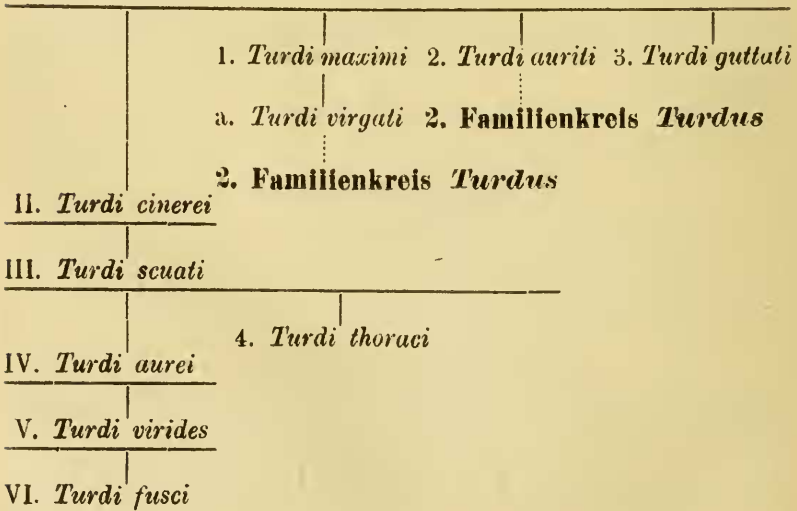 1. Turdi maximi 2. Turdi auriti 3. Turdi guttati
a. Turdi virgati 2. Familienkreis Turdus
2. Familienkreis Turdus
II. Turdi cinerei
III. Turdi scuati
4. Turdi thoraci
IV. Turdi aurei
V. Turdi virides
VI. Turdi fusci